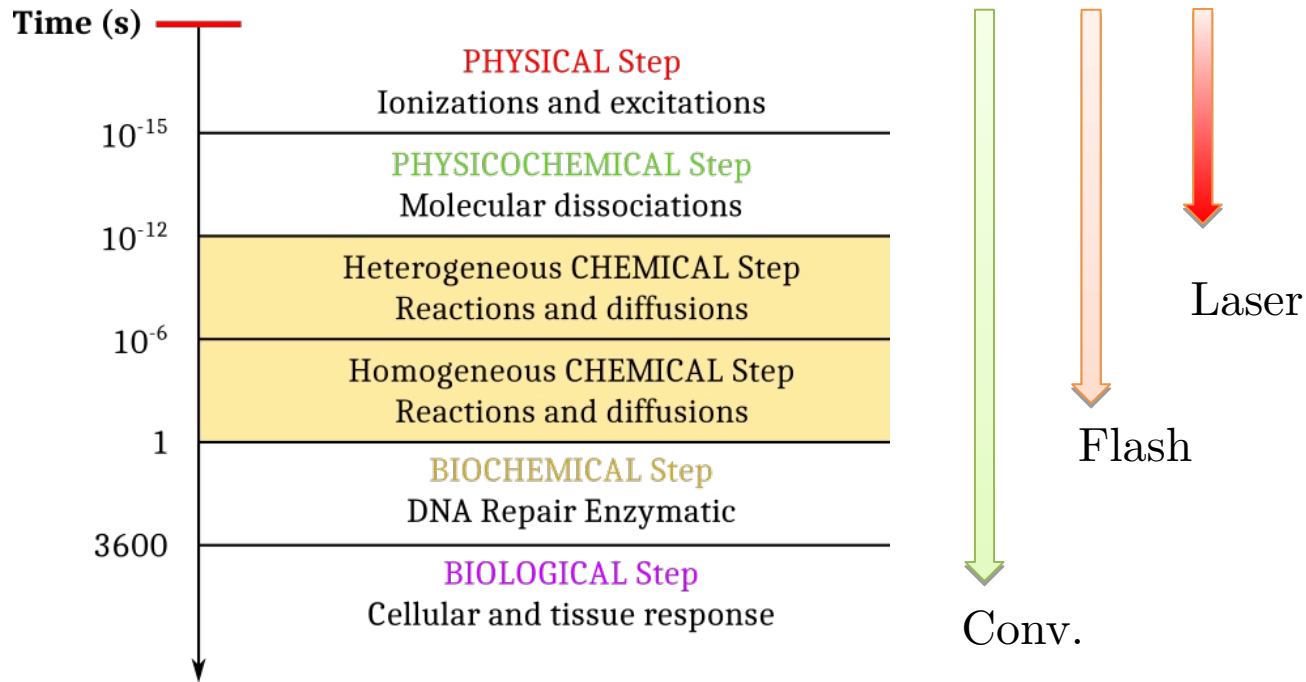 Time (s)
PHYSICAL Step
Ionizations and excitations
10-15
PHYSICOCHEMICAL Step
Molecular dissociations
10-12
Heterogeneous CHEMICAL Step
Reactions and diffusions
10-6
Homogeneous CHEMICAL Step
Reactions and diffusions
1
BIOCHEMICAL Step
DNA Repair Enzymatic
3600
BIOLOGICAL Step
Cellular and tissue response
Laser
Flash
Conv.